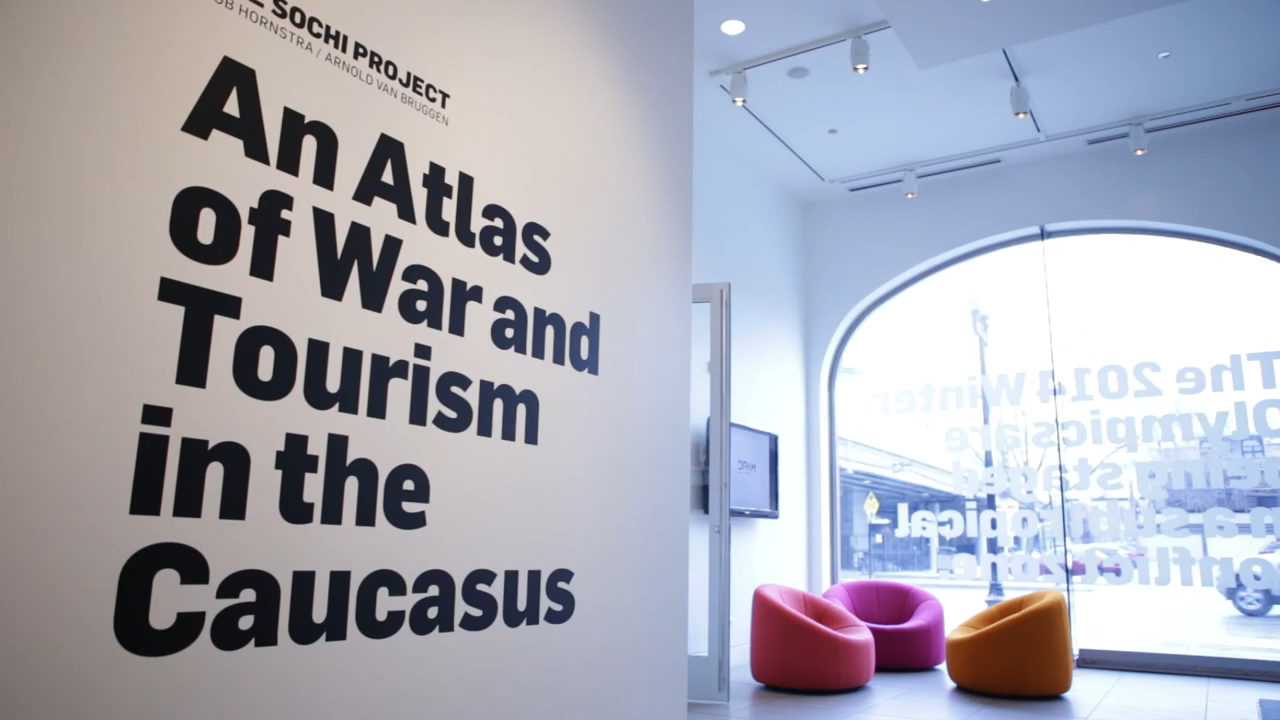 E SOCHI PROJECT
OB HORNSTRA / ARNOLD VAN BRUGGEN
An Atlas
of War and
Tourism
in the
Caucasus
The 2014 Winter
Olympics are
being staged
in a subtropical
conflict zone